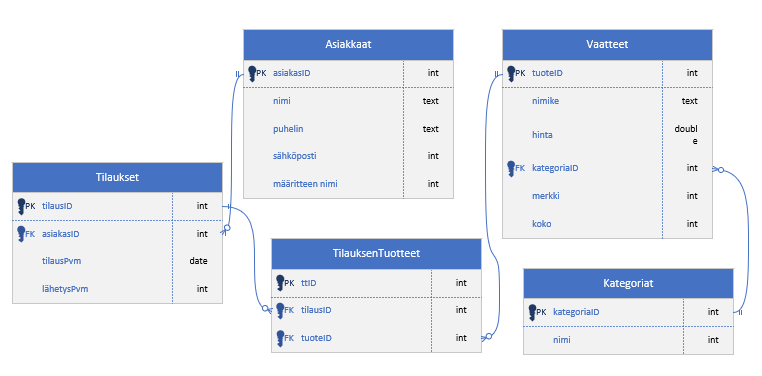 Asiakkaat
PK asiakasID int
nimi text
puhelin text
sähköposti int
määritteen nimi int
Vaatteet
PK tuoteID int
nimike text
hinta doubl
e
FK kategoriaID int
merkki int
koko int
Tilaukset
PK tilausID int
FK asiakasID int
tilausPvm date
lähetysPvm int
TilauksenTuotteet
PK ttID int
FK tilausID int
FK tuoteID int
Kategoriat
PK kategoriaID int
nimi int